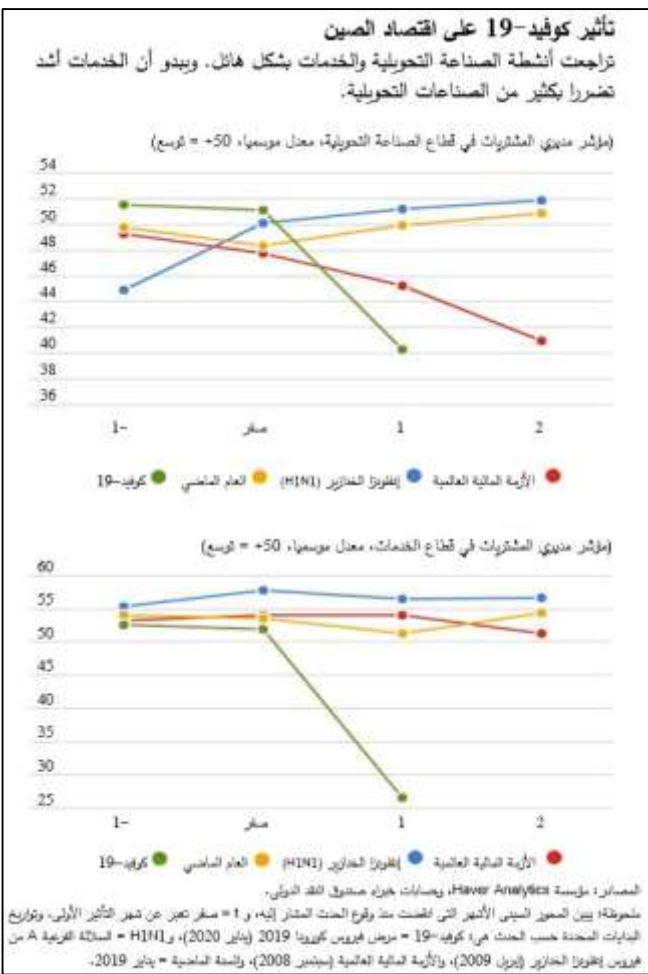 تأثير كوفيد-19 على اقتصاد الصين
تراجعت أنشطة الصناعة التحويلية والخدمات بشكل هائل. ويبدو أن الخدمات أشد
تضررا بكثير من الصناعات التحويلية.
(مؤشر مديري المشتريات في قطاع الصناعة التحويلية، معدل موسميا، 50+ = توسع)
54
52
50
48
46
44
42
40
38
36
1- صفر 1 2
كوفيد-19 العام الماضي إنفلونزا الخنازير (H1N1) الأزمة المالية العالمية
(مؤشر مديري المشتريات في قطاع الخدمات، معدل موسميا، 50+ = توسع)
60
55
50
45
40
35
30
25
1- صفر 1 2
كوفيد-19 العام الماضي إنفلونزا الخنازير (H1N1) الأزمة المالية العالمية
المصادر: مؤسسة Haver Analytics، وحسابات خبراء صندوق النقد الدولي.
ملحوظة: يبين المحور السيني الأشهر التي انقضت منذ وقوع الحدث المشار إليه، و t = صفر تعبر عن شهر التأثير الأولى. وتواريخ
البدايات المحددة حسب الحدث هي: كوفيد-19 = مرض فيروس كورونا 2019 (يناير 2020)، و H1N1 = السلالة الفرعية A من
فيروس إنفلونزا الخنازير (إبريل 2009)، والأزمة المالية العالمية (سبتمبر 2008)، والسنة الماضية = يناير 2019.